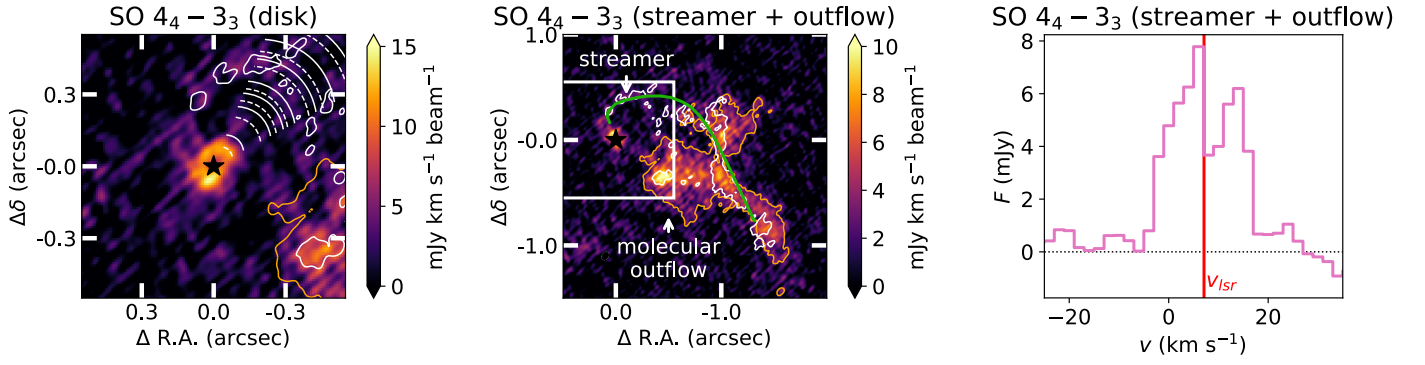 SO 4₄ − 3₃ (disk)
0.3
-0.0
-0.3
Δδ (arcsec)
0.3
0.0
-0.3
Δ R.A. (arcsec)
15
10
5
0
mJy km s⁻¹ beam⁻¹
SO 4₄ − 3₃ (streamer + outflow)
1.0
-0.0
-1.0
Δδ (arcsec)
streamer
molecular
outflow
0.0
-1.0
Δ R.A. (arcsec)
10
8
6
4
2
0
mJy km s⁻¹ beam⁻¹
SO 4₄ − 3₃ (streamer + outflow)
8
6
4
2
0
F (mJy)
v_lsr
−20
0
20
v (km s⁻¹)